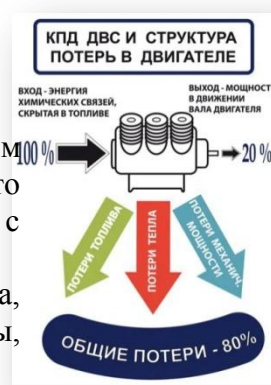 КПД ДВС И СТРУКТУРА
ПОТЕРЬ В ДВИГАТЕЛЕ
ВХОД - ЭНЕРГИЯ
ХИМИЧЕСКИХ СВЯЗЕЙ,
СКРЫТАЯ В ТОПЛИВЕ
ВЫХОД - МОЩНОСТЬ
В ДВИЖЕНИИ
ВАЛА ДВИГАТЕЛЯ
м
100 %
20 %
то
с
ПОТЕРИ ТОПЛИВА
ПОТЕРИ ТЕПЛА
ПОТЕРИ МЕХАНИЧ.
МОЩНОСТИ
а,
ы,
ОБЩИЕ ПОТЕРИ - 80%